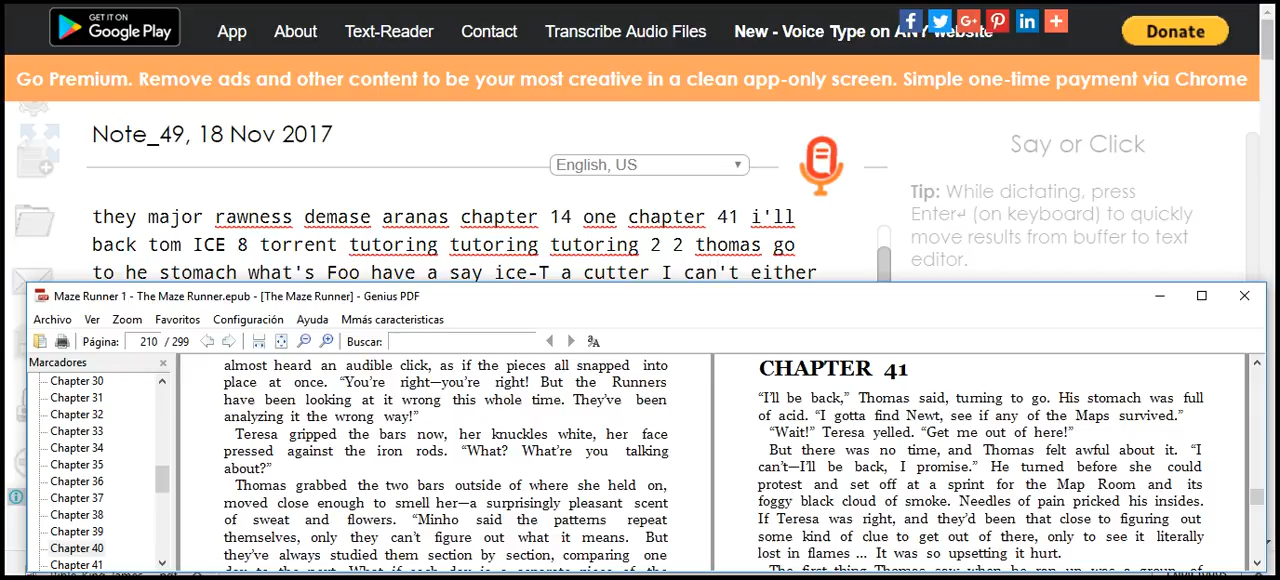 GET IT ON
Google Play
App
About
Text-Reader
Contact
Transcribe Audio Files
New - Voice Type on ANY website
Donate
Go Premium. Remove ads and other content to be your most creative in a clean app-only screen. Simple one-time payment via Chrome
Note_49, 18 Nov 2017
English, US
they major rawness demase aranas chapter 14 one chapter 41 i'll
back tom ICE 8 torrent tutoring tutoring tutoring 2 2 thomas go
to he stomach what's Foo have a say ice-T a cutter I can't either
Say or Click
Tip: While dictating, press
Enter↵ (on keyboard) to quickly
move results from buffer to text
editor.
Maze Runner 1 - The Maze Runner.epub - [The Maze Runner] - Genius PDF
Archivo Ver Zoom Favoritos Configuración Ayuda Mmás caracteristicas
Página: 210 / 299 Buscar:
Marcadores
Chapter 30
Chapter 31
Chapter 32
Chapter 33
Chapter 34
Chapter 35
Chapter 36
Chapter 37
Chapter 38
Chapter 39
Chapter 40
Chapter 41
almost heard an audible click, as if the pieces all snapped into
place at once. “You’re right—you’re right! But the Runners
have been looking at it wrong this whole time. They’ve been
analyzing it the wrong way!”
Teresa gripped the bars now, her knuckles white, her face
pressed against the iron rods. “What? What’re you talking
about?”
Thomas grabbed the two bars outside of where she held on,
moved close enough to smell her—a surprisingly pleasant scent
of sweat and flowers. “Minho said the patterns repeat
themselves, only they can’t figure out what it means. But
they’ve always studied them section by section, comparing one
CHAPTER 41
“I’ll be back,” Thomas said, turning to go. His stomach was full
of acid. “I gotta find Newt, see if any of the Maps survived.”
“Wait!” Teresa yelled. “Get me out of here!”
But there was no time, and Thomas felt awful about it. “I
can’t—I’ll be back, I promise.” He turned before she could
protest and set off at a sprint for the Map Room and its
foggy black cloud of smoke. Needles of pain pricked his insides.
If Teresa was right, and they’d been that close to figuring out
some kind of clue to get out of there, only to see it literally
lost in flames ... It was so upsetting it hurt.
The first thing Thomas saw when he ran up was a group of